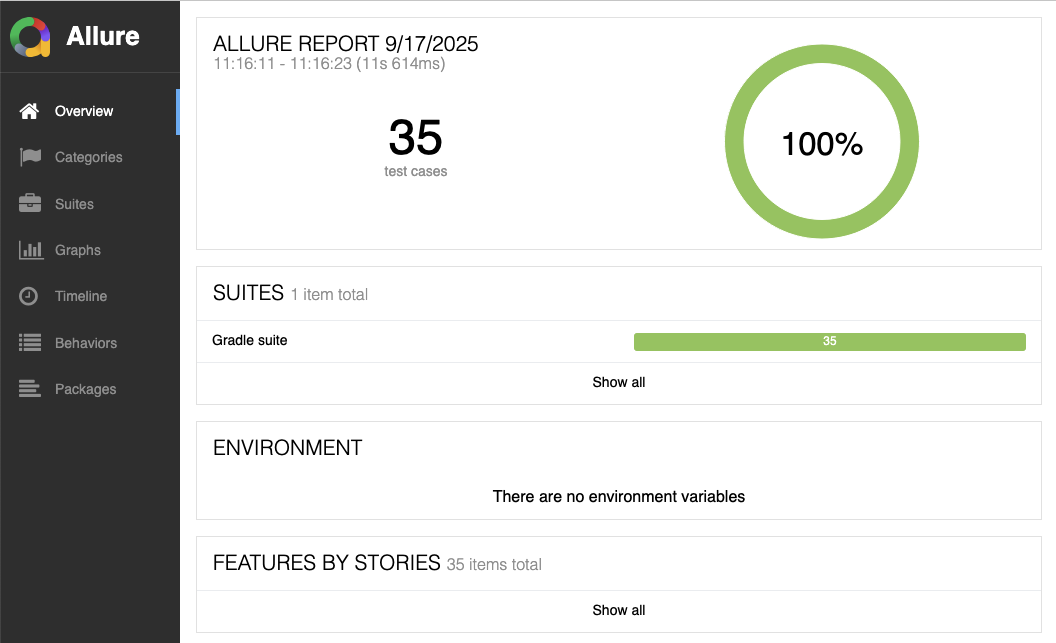 Allure
Overview
Categories
Suites
Graphs
Timeline
Behaviors
Packages
ALLURE REPORT 9/17/2025
11:16:11 - 11:16:23 (11s 614ms)
35
test cases
100%
SUITES 1 item total
Gradle suite 35
Show all
ENVIRONMENT
There are no environment variables
FEATURES BY STORIES 35 items total
Show all